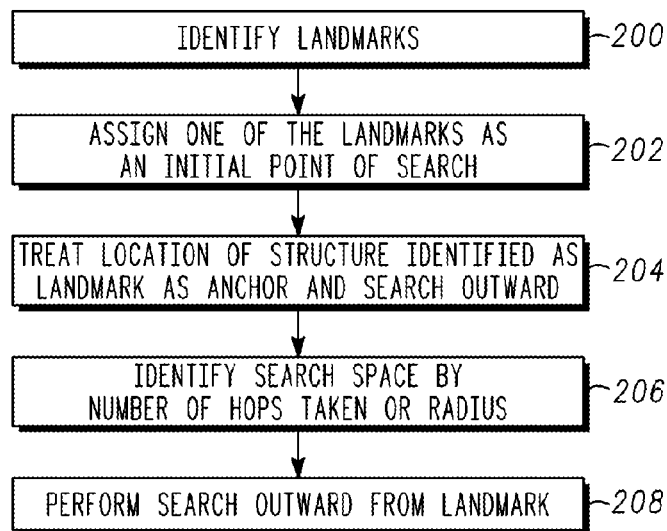 IDENTIFY LANDMARKS
200
ASSIGN ONE OF THE LANDMARKS AS
AN INITIAL POINT OF SEARCH
202
TREAT LOCATION OF STRUCTURE IDENTIFIED AS
LANDMARK AS ANCHOR AND SEARCH OUTWARD
204
IDENTIFY SEARCH SPACE BY
NUMBER OF HOPS TAKEN OR RADIUS
206
PERFORM SEARCH OUTWARD FROM LANDMARK
208